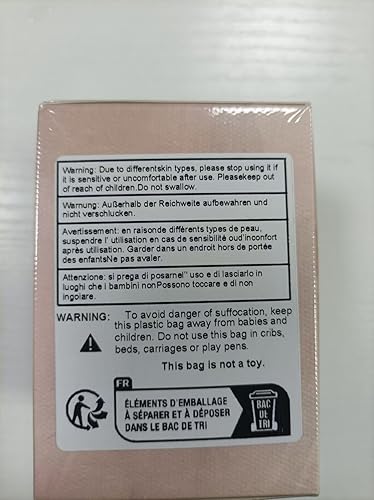 Warning: Due to differentskin types, please stop using it if
it is sensitive or uncomfortable after use. Pleasekeep out
of reach of children.Do not swallow.
Warnung: Außerhalb der Reichweite aufbewahren und
nicht verschlucken.
Avertissement: en raisonde différents types de peau,
suspendre l' utilisation en cas de sensibilité oud'inconfort
après utilisation. Garder dans un endroit hors de portée
des enfantsNe pas avaler.
Attenzione: si prega di posarnel" uso e di lasciarlo in
luoghi che i bambini nonPossono toccare e di non
ingoiare.
WARNING: To avoid danger of suffocation, keep
this plastic bag away from babies and
children. Do not use this bag in cribs,
beds, carriages or play pens.
This bag is not a toy.
FR
ÉLÉMENTS D'EMBALLAGE
À SÉPARER ET À DÉPOSER
DANS LE BAC DE TRI
BAC
DE
TRI